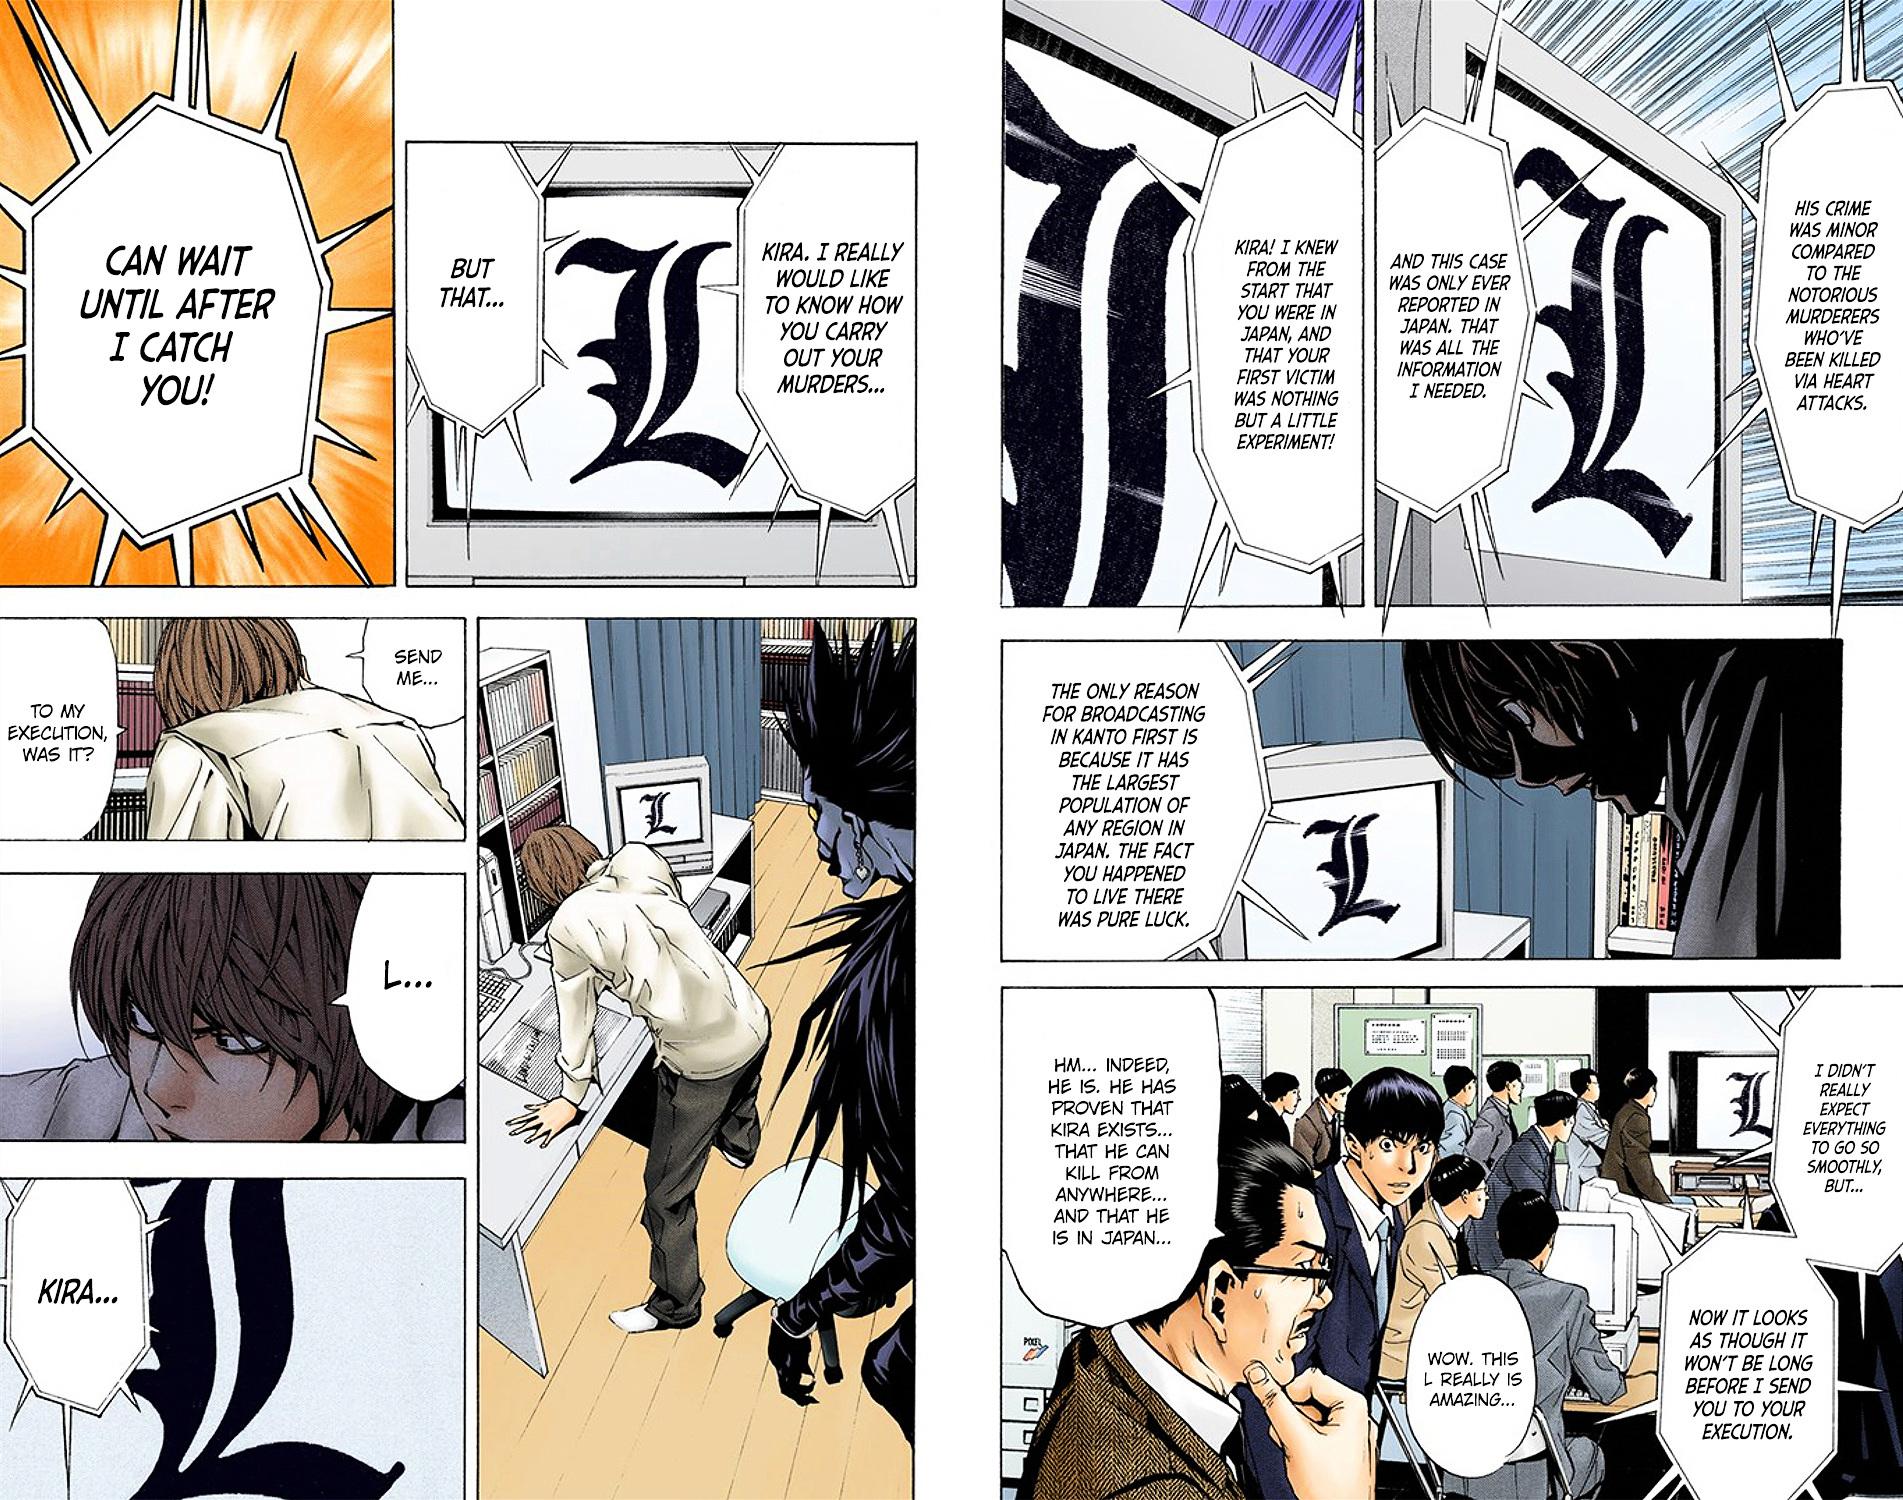 HIS CRIME
WAS MINOR
COMPARED
TO THE
NOTORIOUS
MURDERERS
WHO'VE
BEEN KILLED
VIA HEART
ATTACKS.
L
AND THIS CASE
WAS ONLY EVER
REPORTED IN
JAPAN. THAT
WAS ALL THE
INFORMATION
I NEEDED.
KIRA! I KNEW
FROM THE
START THAT
YOU WERE IN
JAPAN, AND
THAT YOUR
FIRST VICTIM
WAS NOTHING
BUT A LITTLE
EXPERIMENT!
THE ONLY REASON
FOR BROADCASTING
IN KANTO FIRST IS
BECAUSE IT HAS
THE LARGEST
POPULATION OF
ANY REGION IN
JAPAN. THE FACT
YOU HAPPENED
TO LIVE THERE
WAS PURE LUCK.
L
I DIDN'T
REALLY
EXPECT
EVERYTHING
TO GO SO
SMOOTHLY,
BUT...
L
NOW IT LOOKS
AS THOUGH IT
WON'T BE LONG
BEFORE I SEND
YOU TO YOUR
EXECUTION.
WOW. THIS
L REALLY IS
AMAZING...
HM... INDEED,
HE IS. HE HAS
PROVEN THAT
KIRA EXISTS...
THAT HE CAN
KILL FROM
ANYWHERE...
AND THAT HE
IS IN JAPAN...
PIXEL
KIRA. I REALLY
WOULD LIKE
TO KNOW HOW
YOU CARRY
OUT YOUR
MURDERS...
L
BUT
THAT...
CAN WAIT
UNTIL AFTER
I CATCH
YOU!
L
SEND
ME...
TO MY
EXECUTION,
WAS IT?
L...
KIRA...
L